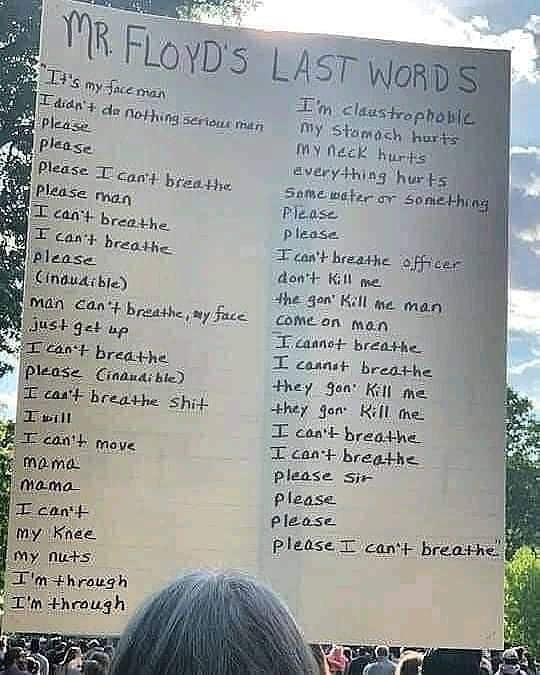 MR. FLOYD'S LAST WORDS
"It's my face man
I didn't do nothing serious man
please
please
please I can't breathe
please man
I can't breathe
I can't breathe
please
(inaudible)
man can't breathe, my face
just get up
I can't breathe
please (inaudible)
I can't breathe shit
I will
I can't move
mama
mama
I can't
my knee
my nuts
I'm through
I'm through
I'm claustrophobic
my stomach hurts
my neck hurts
everything hurts
some water or something
please
please
I can't breathe officer
don't kill me
the gon' kill me man
come on man
I cannot breathe
I cannot breathe
they gon' kill me
they gon' kill me
I can't breathe
I can't breathe
please sir
please
please
please I can't breathe"